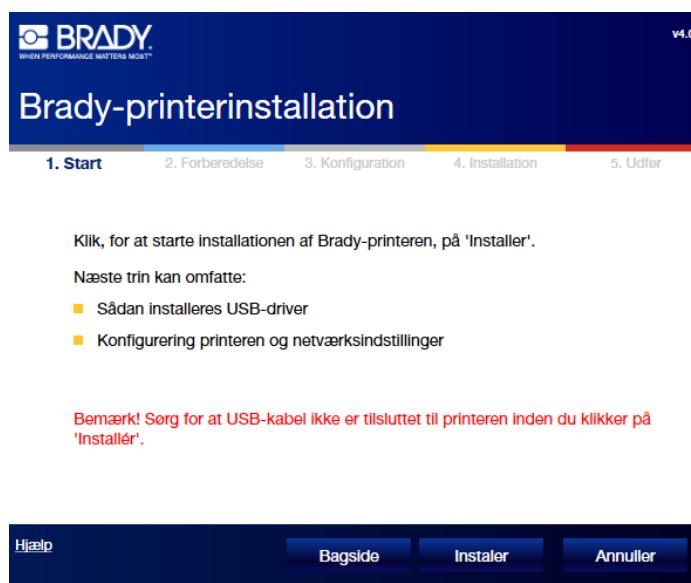 BRADY.
WHEN PERFORMANCE MATTERS MOST™
v4.0
Brady-printerinstallation
1. Start
2. Forberedelse
3. Konfiguration
4. Installation
5. Udfør
Klik, for at starte installationen af Brady-printeren, på 'Installer'.
Næste trin kan omfatte:
Sådan installeres USB-driver
Konfigurering printeren og netværksindstillinger
Bemærk! Sørg for at USB-kabel ikke er tilsluttet til printeren inden du klikker på
'Installér'.
Hjælp
Bagside
Instaler
Annuller